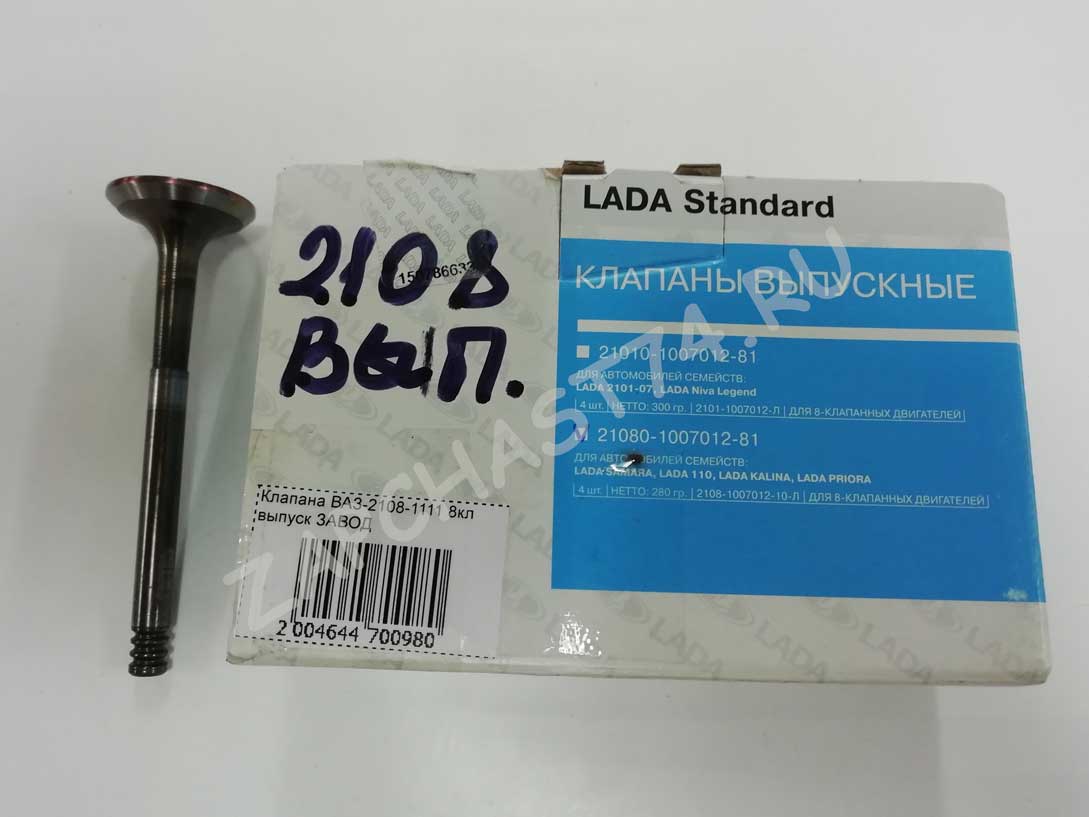 LADA Standard
КЛАПАНЫ ВЫПУСКНЫЕ
21010-1007012-81
ДЛЯ АВТОМОБИЛЕЙ СЕМЕЙСТВ:
LADA 2101-07, LADA Niva Legend
4 шт. | НЕТТО: 300 гр. | 2101-1007012-Л | ДЛЯ 8-КЛАПАННЫХ ДВИГАТЕЛЕЙ
21080-1007012-81
ДЛЯ АВТОМОБИЛЕЙ СЕМЕЙСТВ:
LADA SAMARA, LADA 110, LADA KALINA, LADA PRIORA
4 шт. | НЕТТО: 280 гр. | 2108-1007012-10-Л | ДЛЯ 8-КЛАПАННЫХ ДВИГАТЕЛЕЙ
2108
ВЫП.
Клапана ВАЗ-2108-1111 8кл
выпуск ЗАВОД
2 004644 700980
ZAPCHAST74.RU